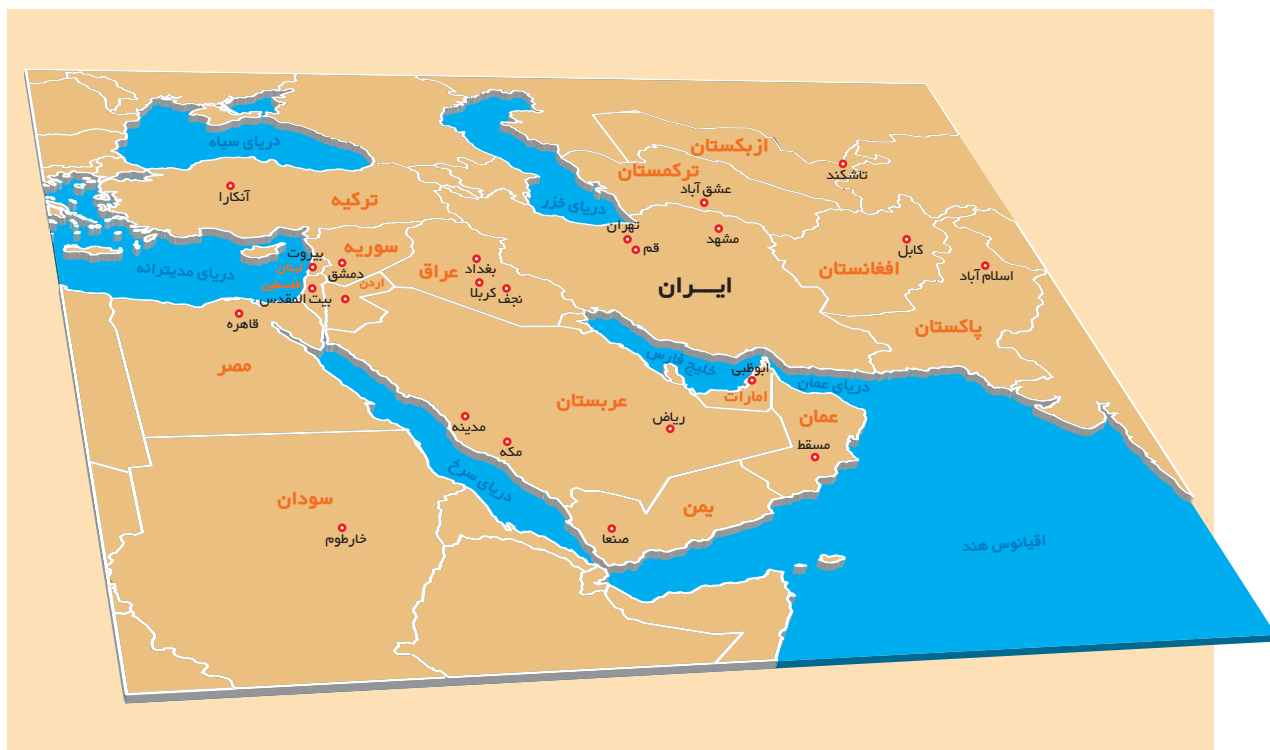 ازبکستان
دریای سیاه
تاشکند
ترکمستان
عشق آباد
آنکارا
ترکیه
دریای خزر
تهران
مشهد
کابل
قم
سوریه
بیروت
لبنان
دمشق
عراق
بغداد
افغانستان
اسلام آباد
دریای مدیترانه
فلسطین
اردن
ایـــران
کربلا
نجف
بیت المقدس
قاهره
پاکستان
مصر
خلیج فارس
ابوظبی
دریای عمان
امارات
عربستان
ریاض
عمان
مدینه
مکه
مسقط
دریای سرخ
سودان
یمن
خارطوم
صنعا
اقیانوس هند